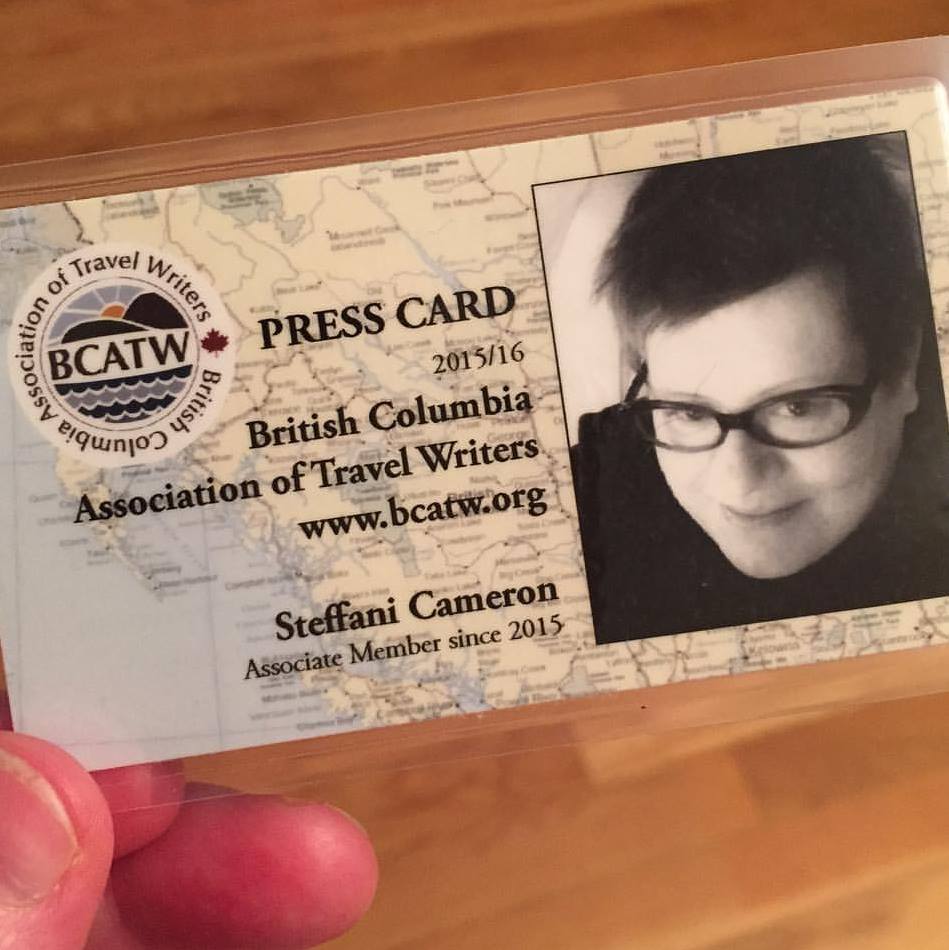 Association of Travel Writers
British Columbia
BCATW
PRESS CARD
2015/16
British Columbia
Association of Travel Writers
www.bcatw.org
Steffani Cameron
Associate Member since 2015